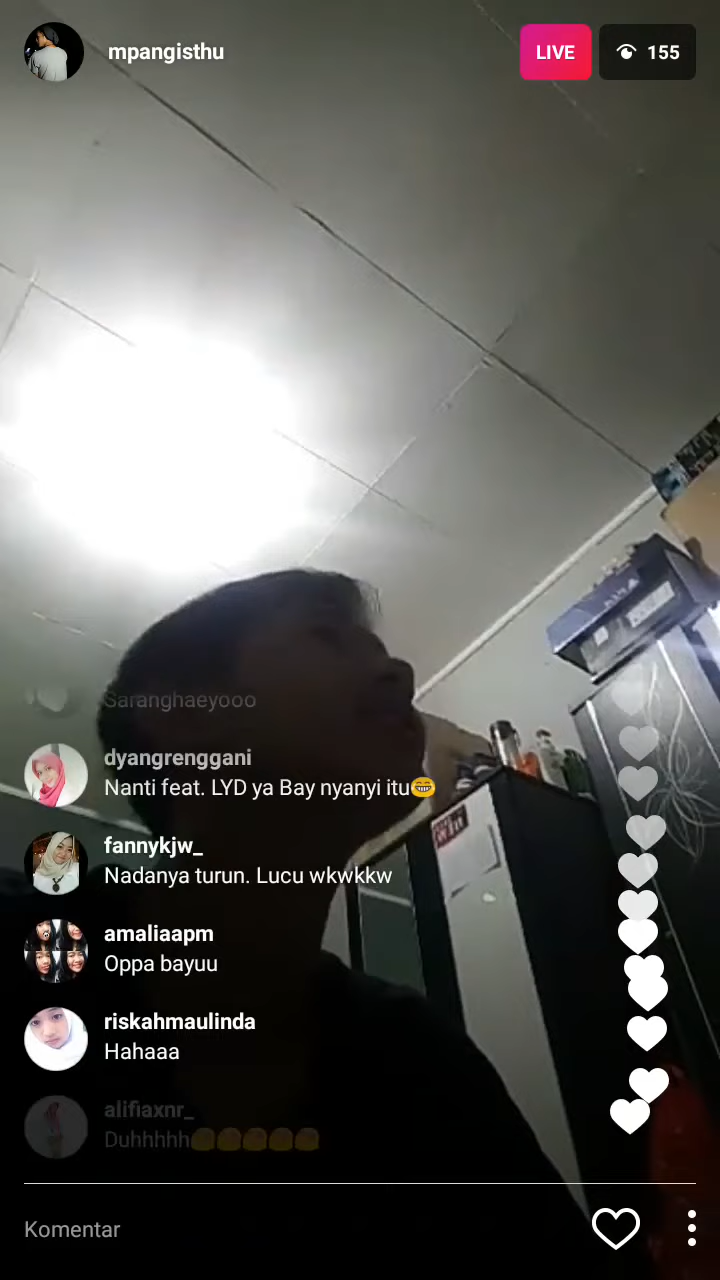 mpangisthu
LIVE
155
Saranghaeyooo
dyangrenggani
Nanti feat. LYD ya Bay nyanyi itu😁
fannykjw_
Nadanya turun. Lucu wkwkkw
amaliaapm
Oppa bayuu
riskahmaulinda
Hahaaa
alifiaxnr_
Duhhhhh
Komentar